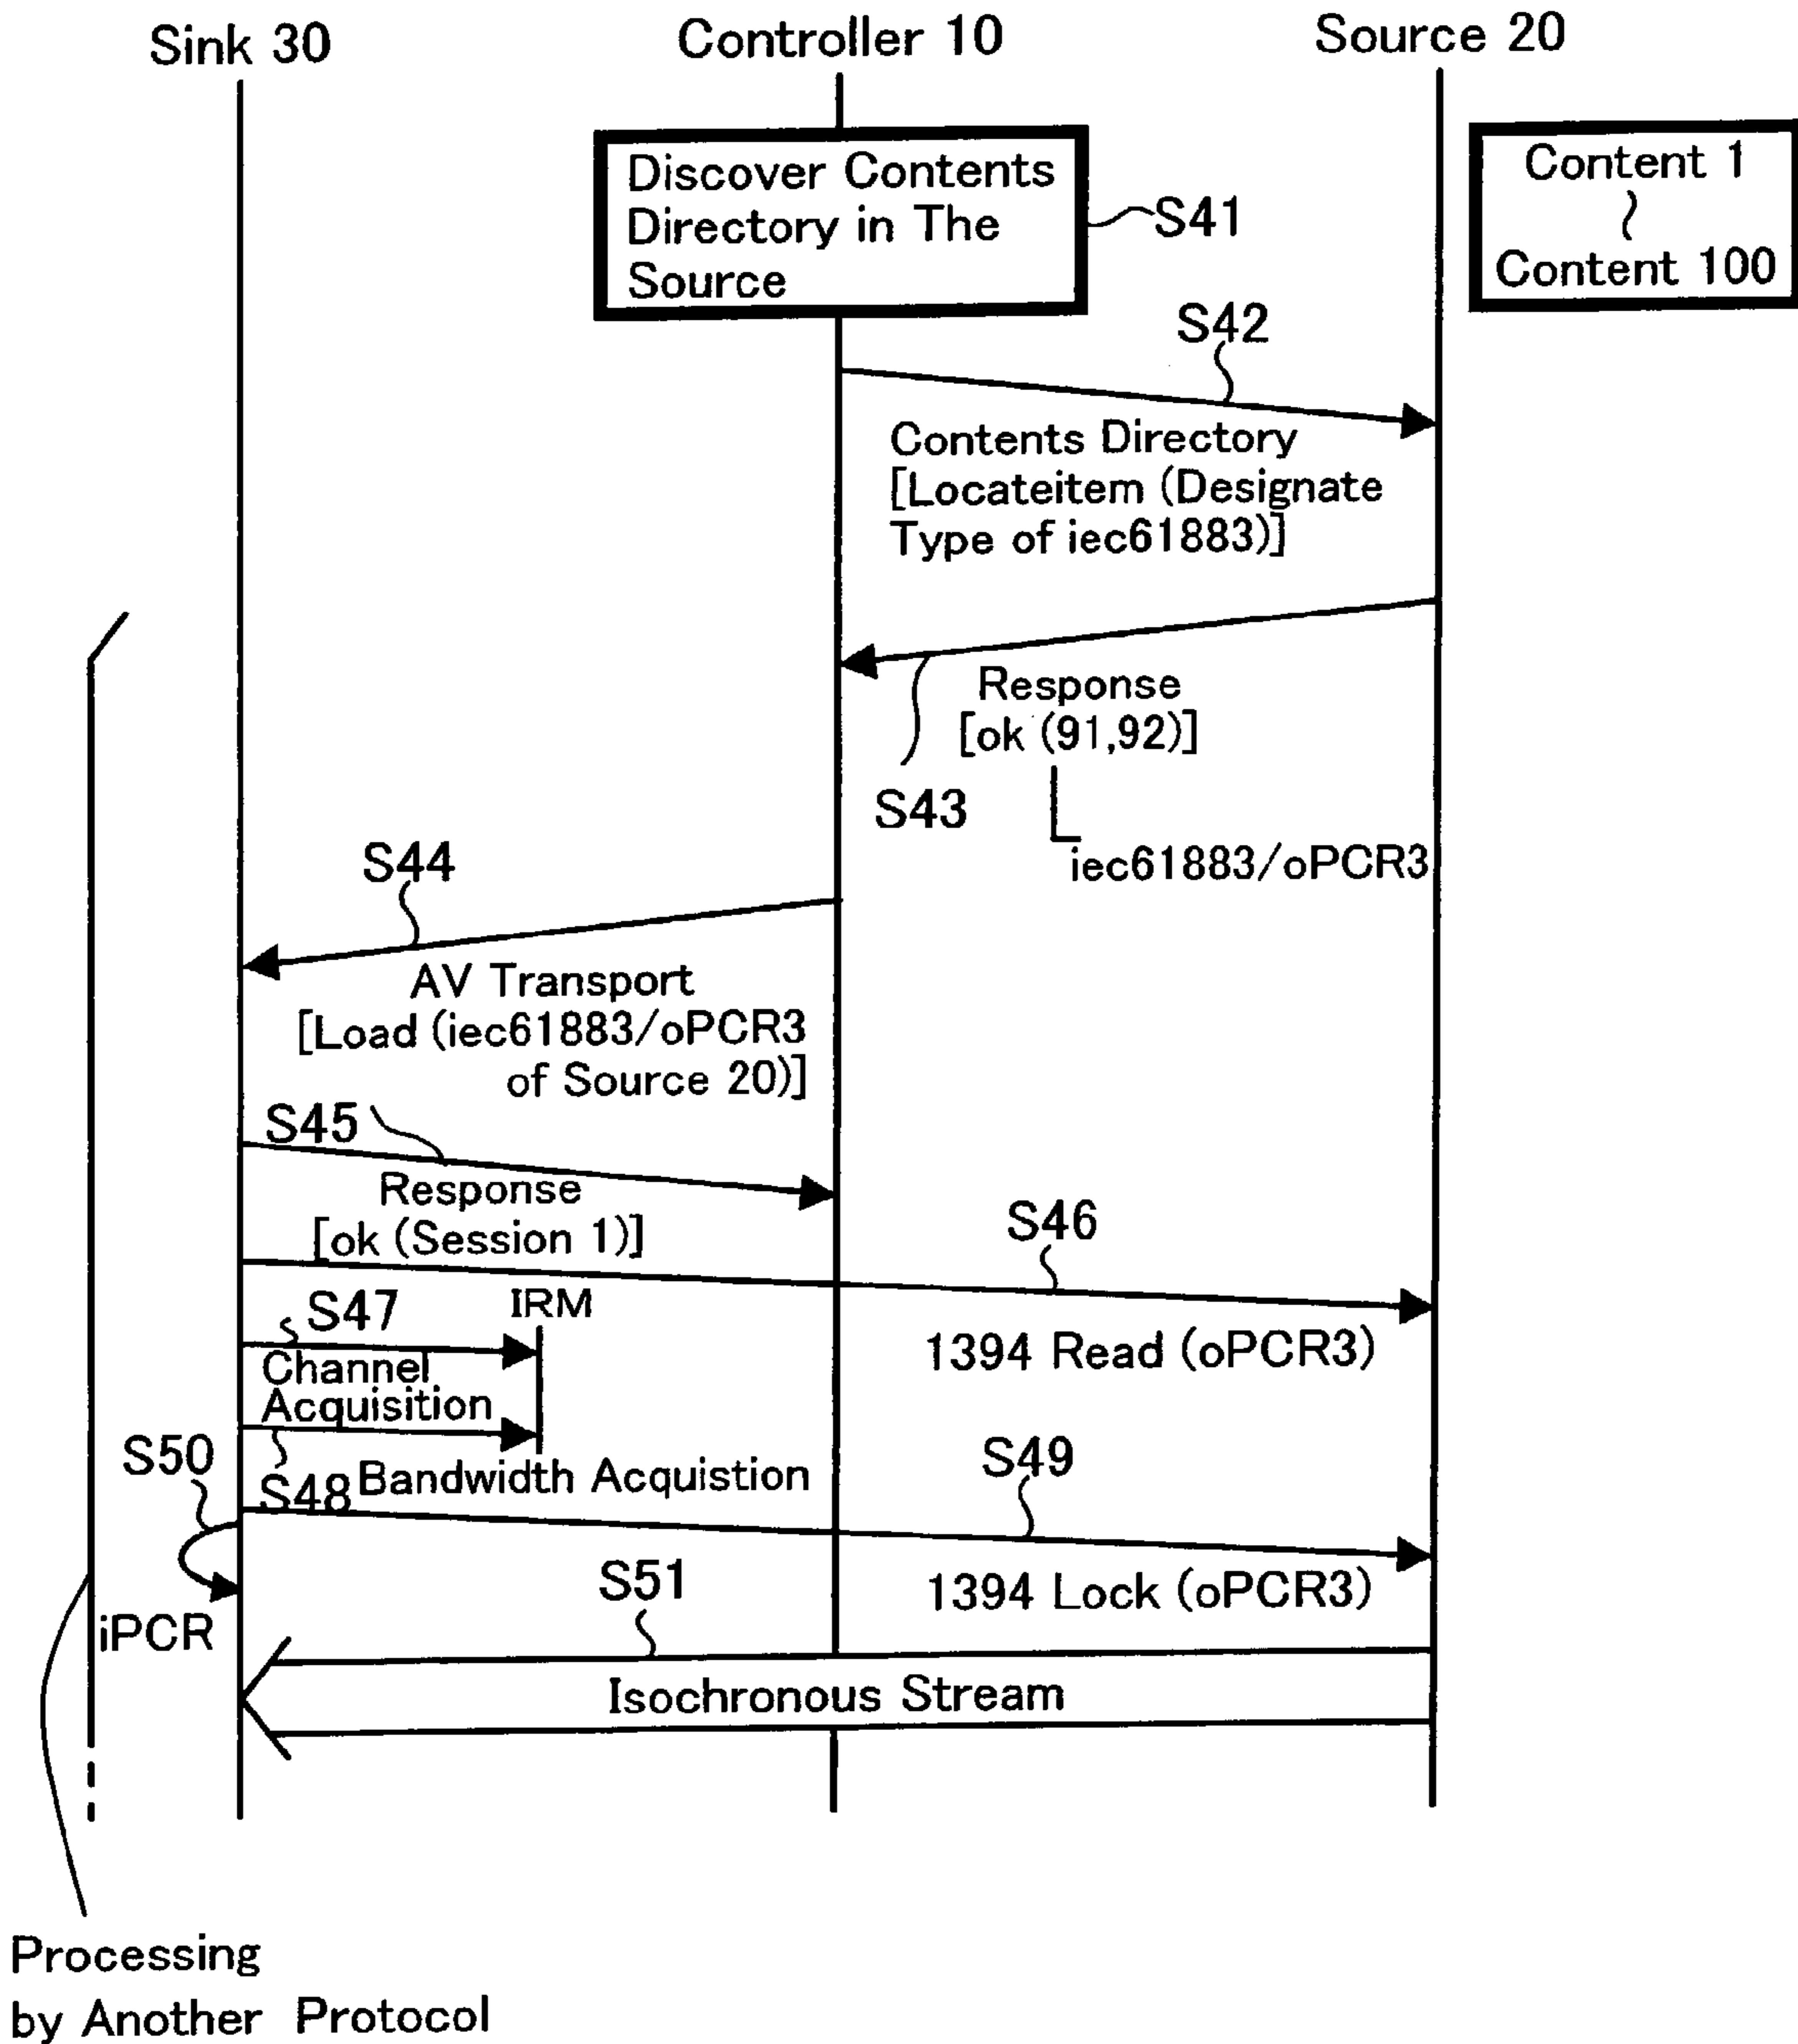 Sink 30
Controller 10
Source 20
Discover Contents
Directory in The
Source
S41
Content 1
~
Content 100
S42
Contents Directory
[Locateitem (Designate
Type of iec61883)]
Response
[ok (91,92)]
S43
iec61883/oPCR3
S44
AV Transport
[Load (iec61883/oPCR3
of Source 20)]
S45
Response
[ok (Session 1)]
S46
S47
IRM
1394 Read (oPCR3)
Channel
Acquisition
S50
S48
Bandwidth Acquistion
S49
S51
1394 Lock (oPCR3)
iPCR
Isochronous Stream
Processing
by Another Protocol